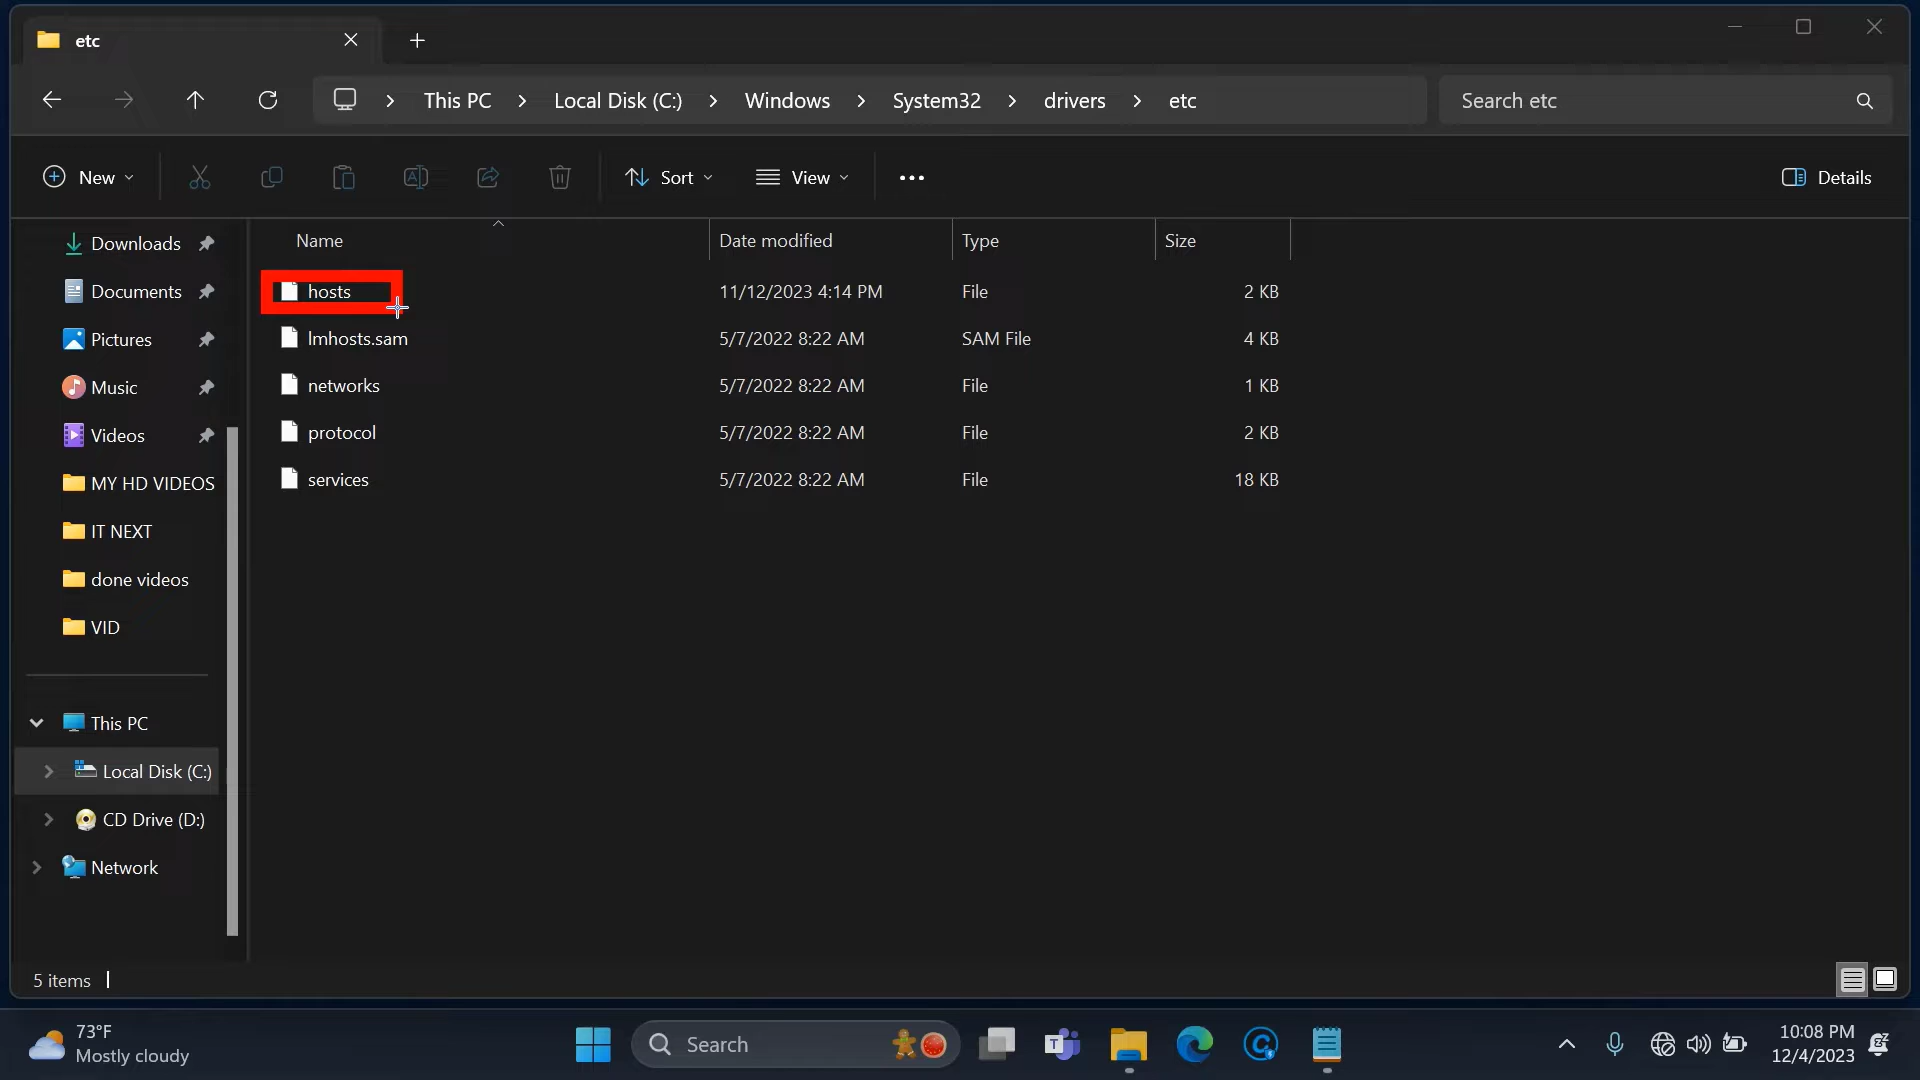 etc
This PC > Local Disk (C:) > Windows > System32 > drivers > etc
Search etc
New
Sort
View
Details
Downloads
Documents
Pictures
Music
Videos
MY HD VIDEOS
IT NEXT
done videos
VID
This PC
Local Disk (C:)
CD Drive (D:)
Network
Name Date modified Type Size
hosts 11/12/2023 4:14 PM File 2 KB
lmhosts.sam 5/7/2022 8:22 AM SAM File 4 KB
networks 5/7/2022 8:22 AM File 1 KB
protocol 5/7/2022 8:22 AM File 2 KB
services 5/7/2022 8:22 AM File 18 KB
5 items
73°F
Mostly cloudy
Search
T
10:08 PM
12/4/2023